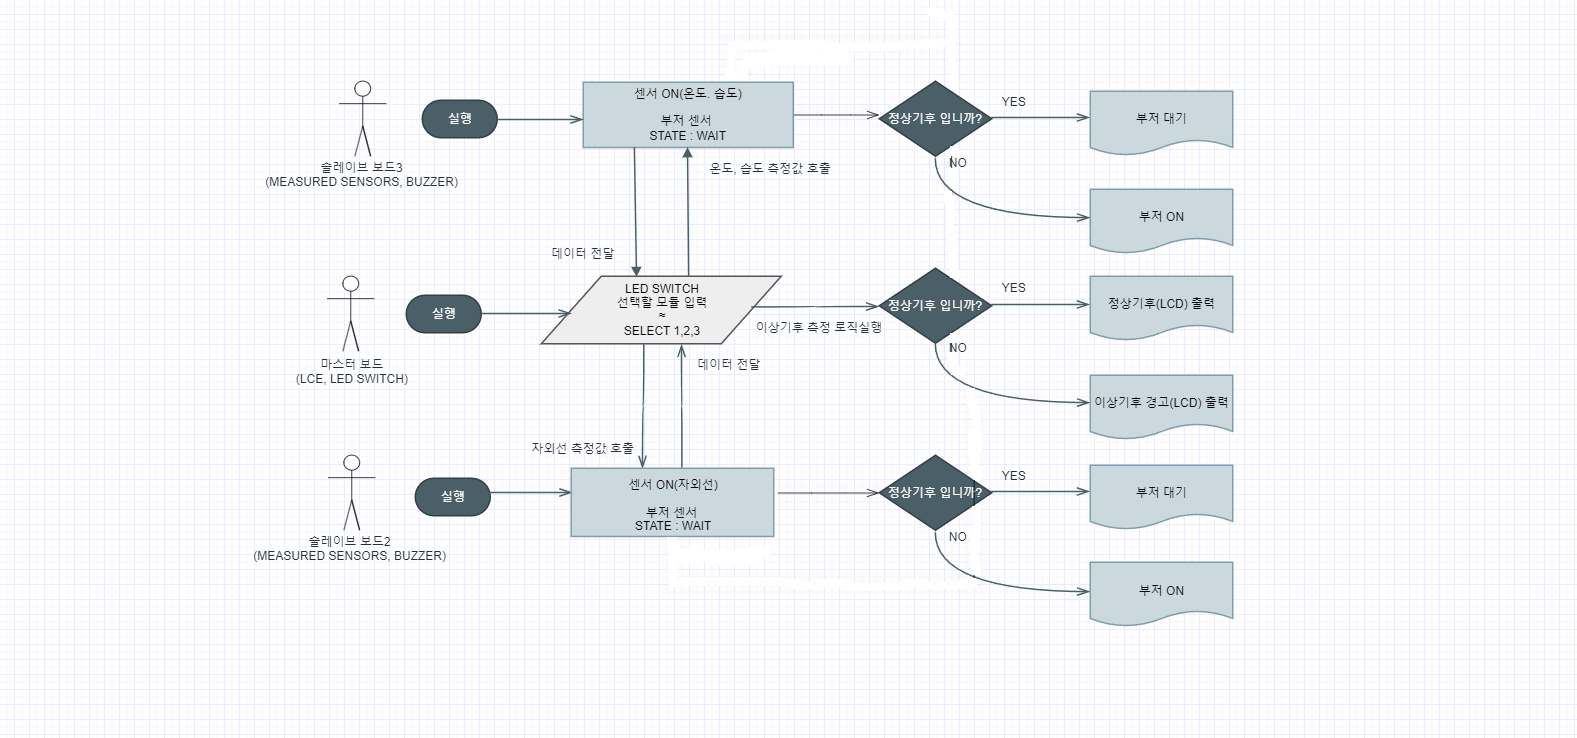 실행
센서 ON(온도. 습도)
부저 센서
STATE : WAIT
정상기후 입니까?
YES
부저 대기
NO
부저 ON
슬레이브 보드3
(MEASURED SENSORS, BUZZER)
온도, 습도 측정값 호출
데이터 전달
실행
LED SWITCH
선택할 모듈 입력
≈
SELECT 1,2,3
이상기후 측정 로직실행
정상기후 입니까?
YES
정상기후(LCD) 출력
NO
이상기후 경고(LCD) 출력
마스터 보드
(LCE, LED SWITCH)
데이터 전달
자외선 측정값 호출
실행
센서 ON(자외선)
부저 센서
STATE : WAIT
정상기후 입니까?
YES
부저 대기
NO
부저 ON
슬레이브 보드2
(MEASURED SENSORS, BUZZER)